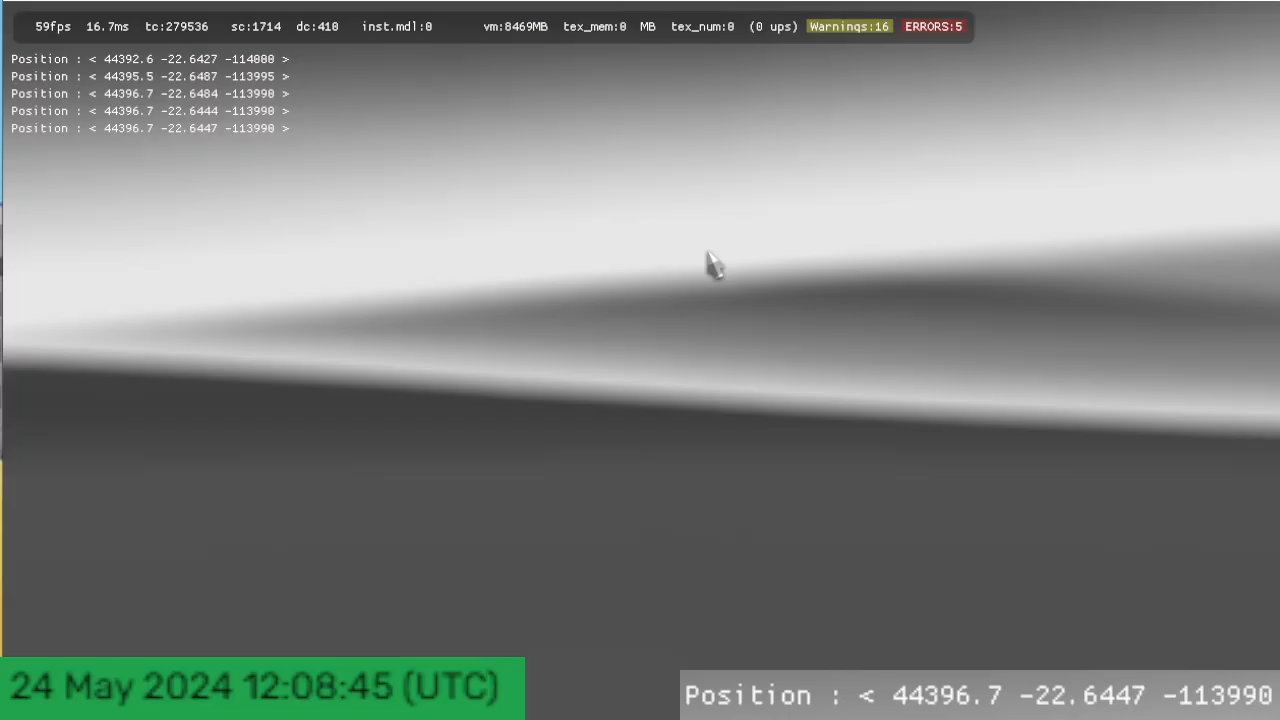 59fps 16.7ms tc:279536 sc:1714 dc:410 inst.mdl:0 vm:8469MB tex_mem:0 MB tex_num:0 (0 ups) Warnings:16 ERRORS:5
Position : < 44392.6 -22.6427 -114000 >
Position : < 44395.5 -22.6487 -113995 >
Position : < 44396.7 -22.6484 -113990 >
Position : < 44396.7 -22.6444 -113990 >
Position : < 44396.7 -22.6447 -113990 >
24 May 2024 12:08:45 (UTC)
Position : < 44396.7 -22.6447 -113990